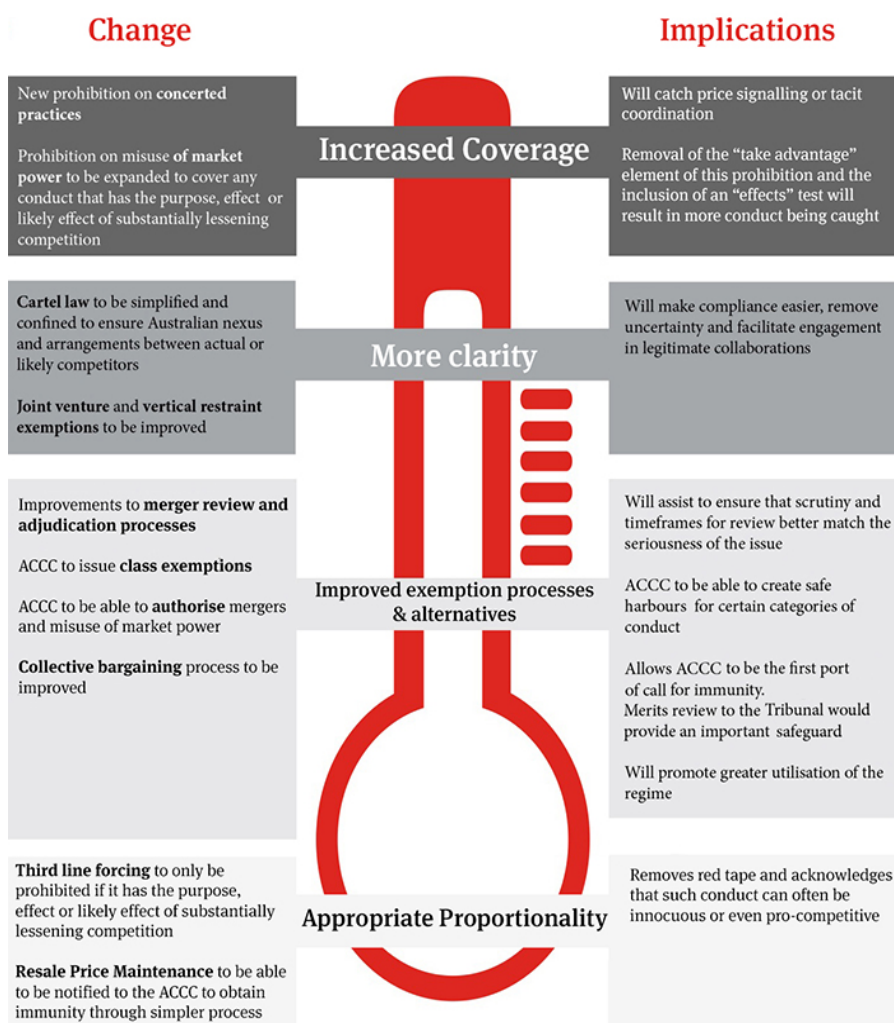 Change
Implications
New prohibition on concerted
practices
Prohibition on misuse of market
power to be expanded to cover any
conduct that has the purpose, effect or
likely effect of substantially lessening
competition
Increased Coverage
Will catch price signalling or tacit
coordination
Removal of the “take advantage”
element of this prohibition and the
inclusion of an “effects” test will
result in more conduct being caught
Cartel law to be simplified and
confined to ensure Australian nexus
and arrangements between actual or
likely competitors
Joint venture and vertical restraint
exemptions to be improved
More clarity
Will make compliance easier, remove
uncertainty and facilitate engagement
in legitimate collaborations
Improvements to merger review and
adjudication processes
ACCC to issue class exemptions
ACCC to be able to authorise mergers
and misuse of market power
Collective bargaining process to be
improved
Improved exemption processes
& alternatives
Will assist to ensure that scrutiny and
timeframes for review better match the
seriousness of the issue
ACCC to be able to create safe
harbours for certain categories of
conduct
Allows ACCC to be the first port
of call for immunity.
Merits review to the Tribunal would
provide an important safeguard
Will promote greater utilisation of the
regime
Third line forcing to only be
prohibited if it has the purpose,
effect or likely effect of substantially
lessening competition
Resale Price Maintenance to be able
to be notified to the ACCC to obtain
immunity through simpler process
Appropriate Proportionality
Removes red tape and acknowledges
that such conduct can often be
innocuous or even pro-competitive